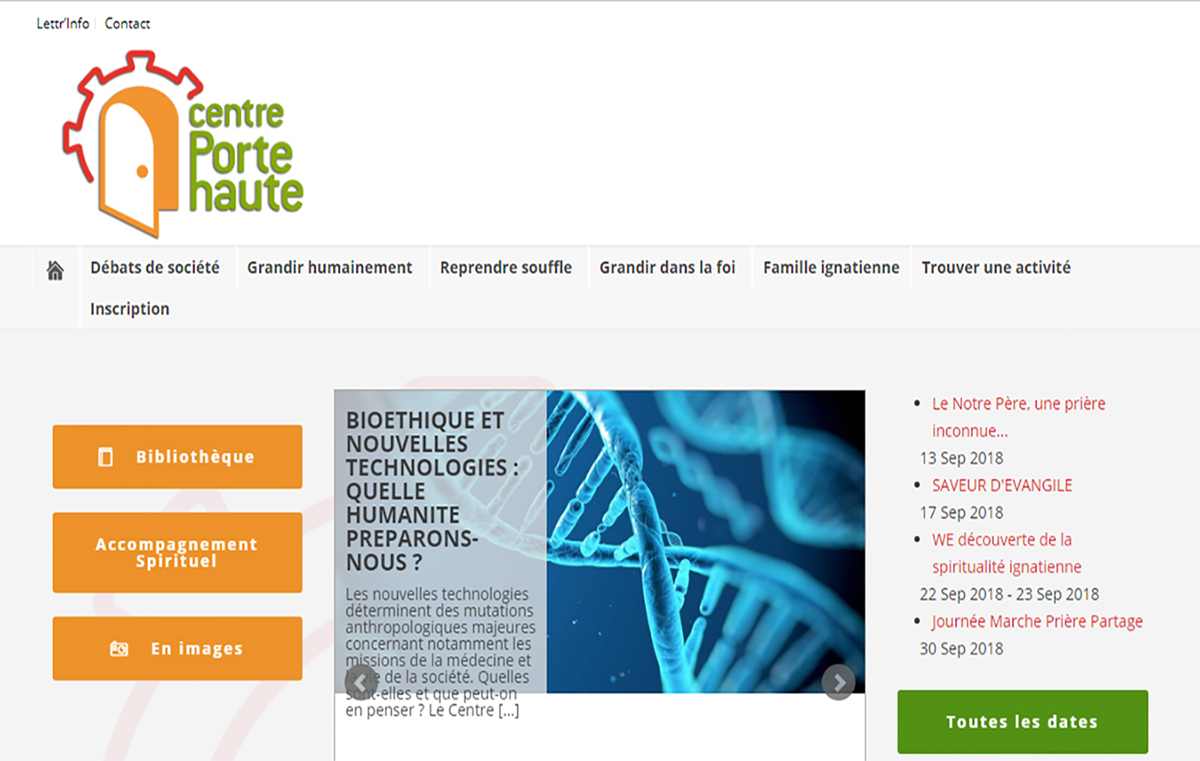 Lettr'Info
Contact
centre
Porte
haute
Débats de société
Grandir humainement
Reprendre souffle
Grandir dans la foi
Famille ignatienne
Trouver une activité
Inscription
Bibliothèque
Accompagnement
Spirituel
En images
BIOETHIQUE ET
NOUVELLES
TECHNOLOGIES :
QUELLE
HUMANITE
PREPARONS-
NOUS ?
Les nouvelles technologies
déterminent des mutations
anthropologiques majeures
concernant notamment les
missions de la médecine et
la vie de la société. Quelles
sont-elles et que peut-on
en penser ? Le Centre [...]
Le Notre Père, une prière
inconnue...
13 Sep 2018
SAVEUR D'EVANGILE
17 Sep 2018
WE découverte de la
spiritualité ignatienne
22 Sep 2018 - 23 Sep 2018
Journée Marche Prière Partage
30 Sep 2018
Toutes les dates